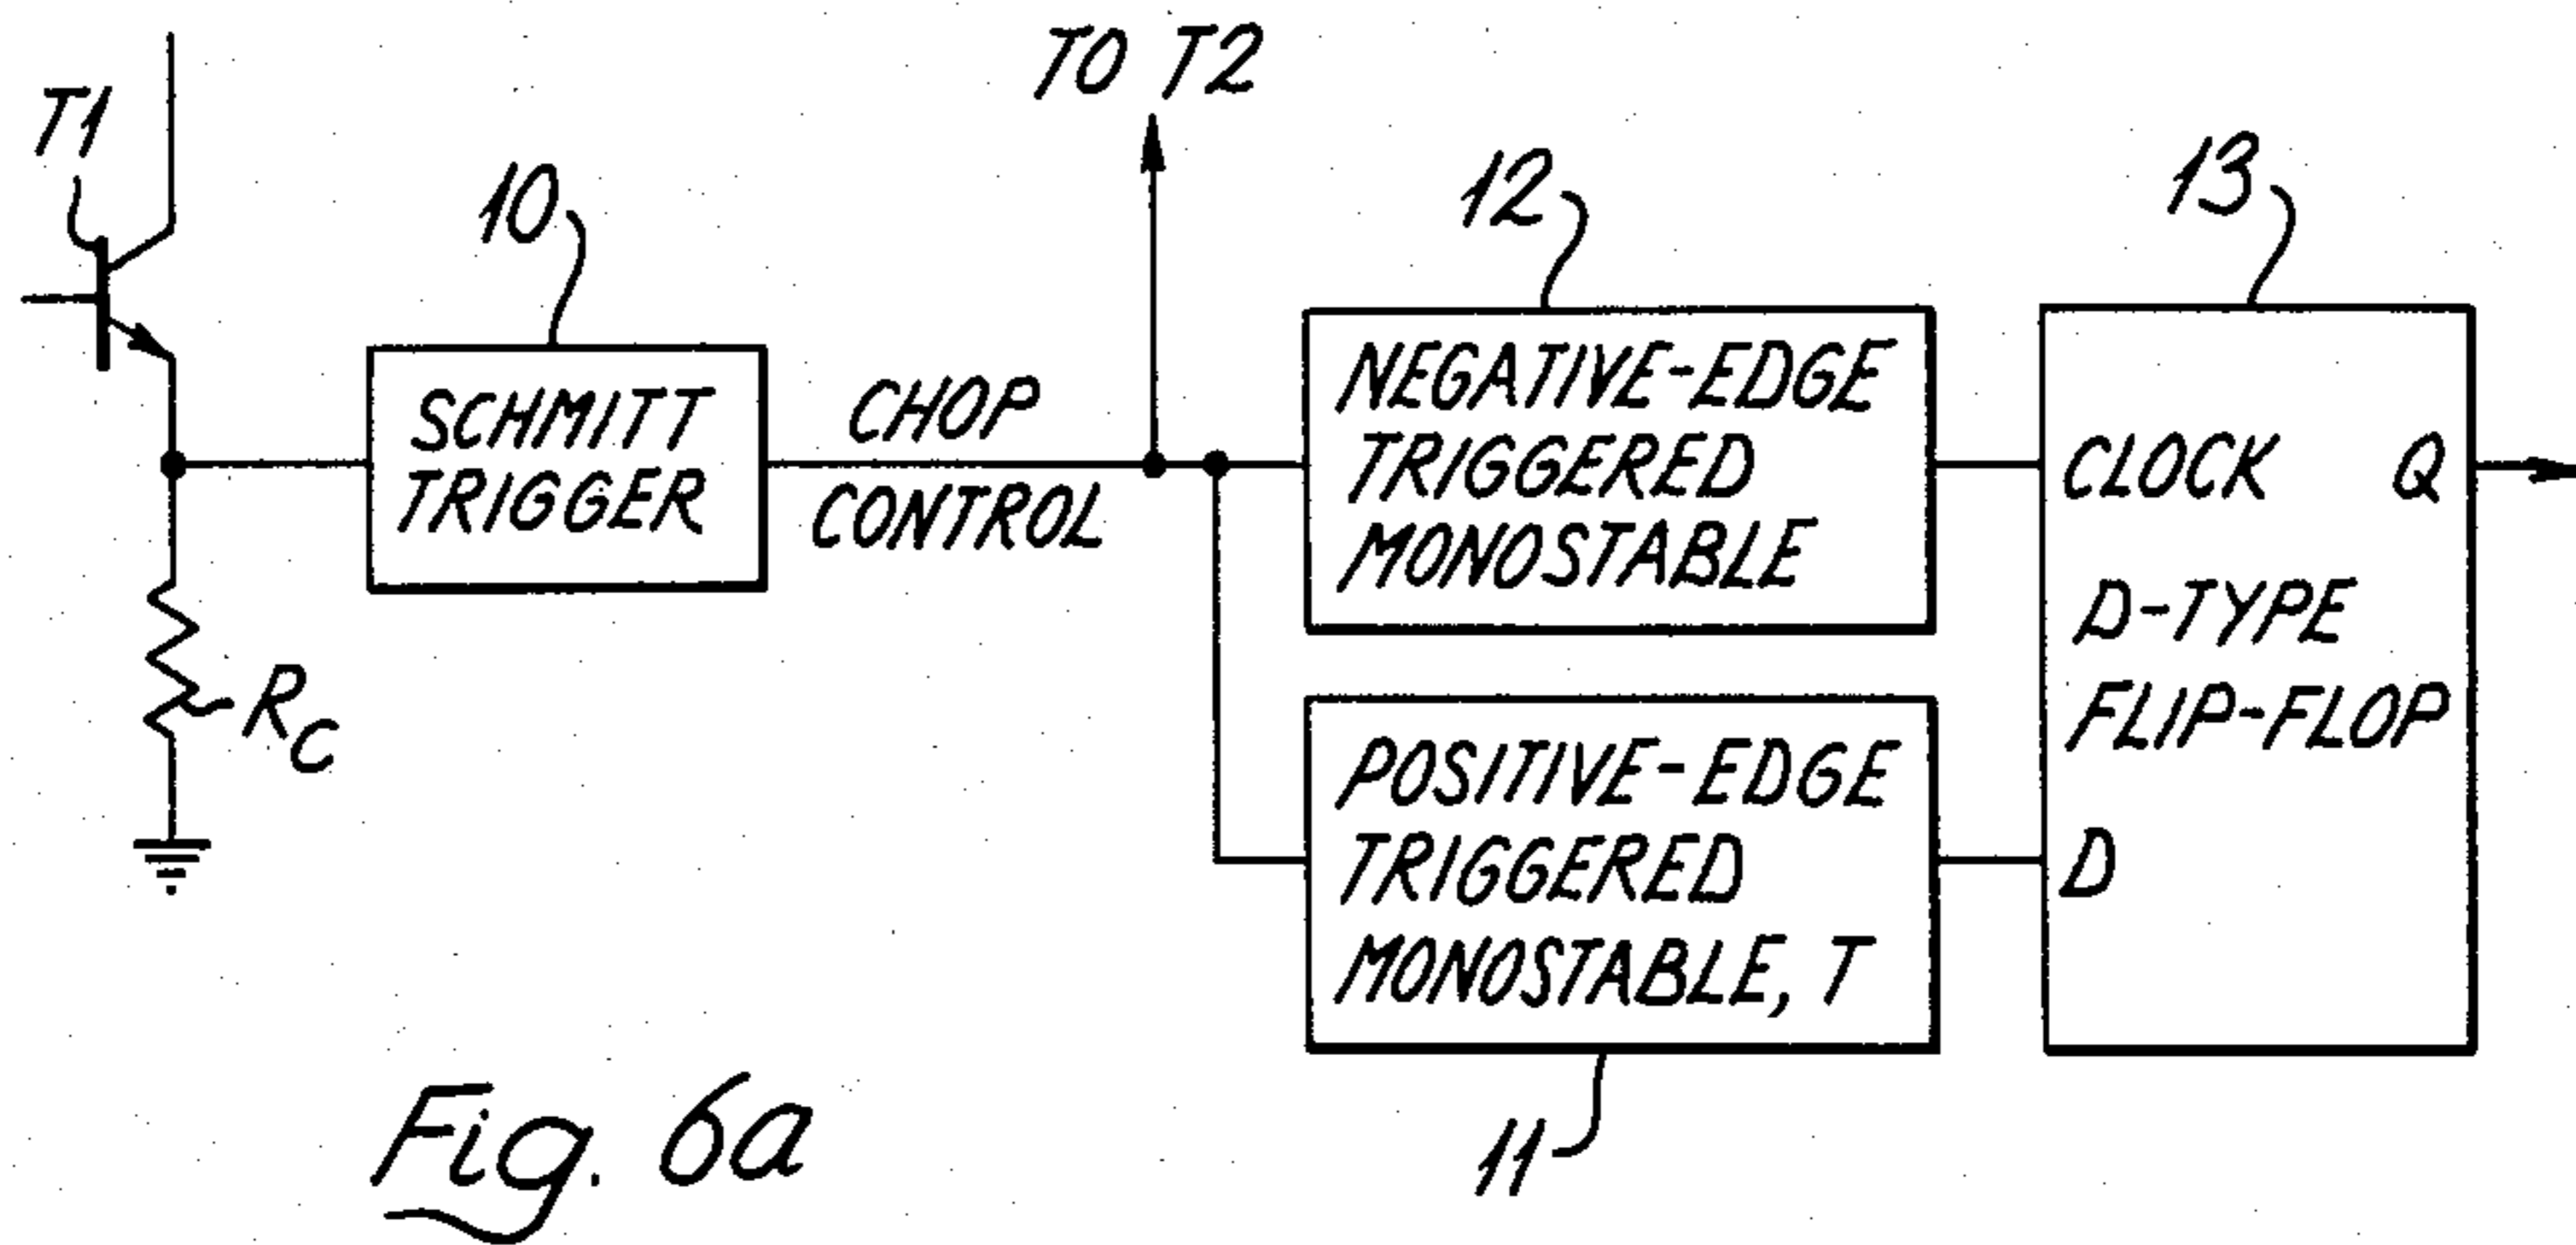 TO T2
T1
10
12
13
SCHMITT
TRIGGER
CHOP
CONTROL
NEGATIVE-EDGE
TRIGGERED
MONOSTABLE
CLOCK Q
D-TYPE
FLIP-FLOP
D
RC
POSITIVE-EDGE
TRIGGERED
MONOSTABLE, T
11
Fig. 6a